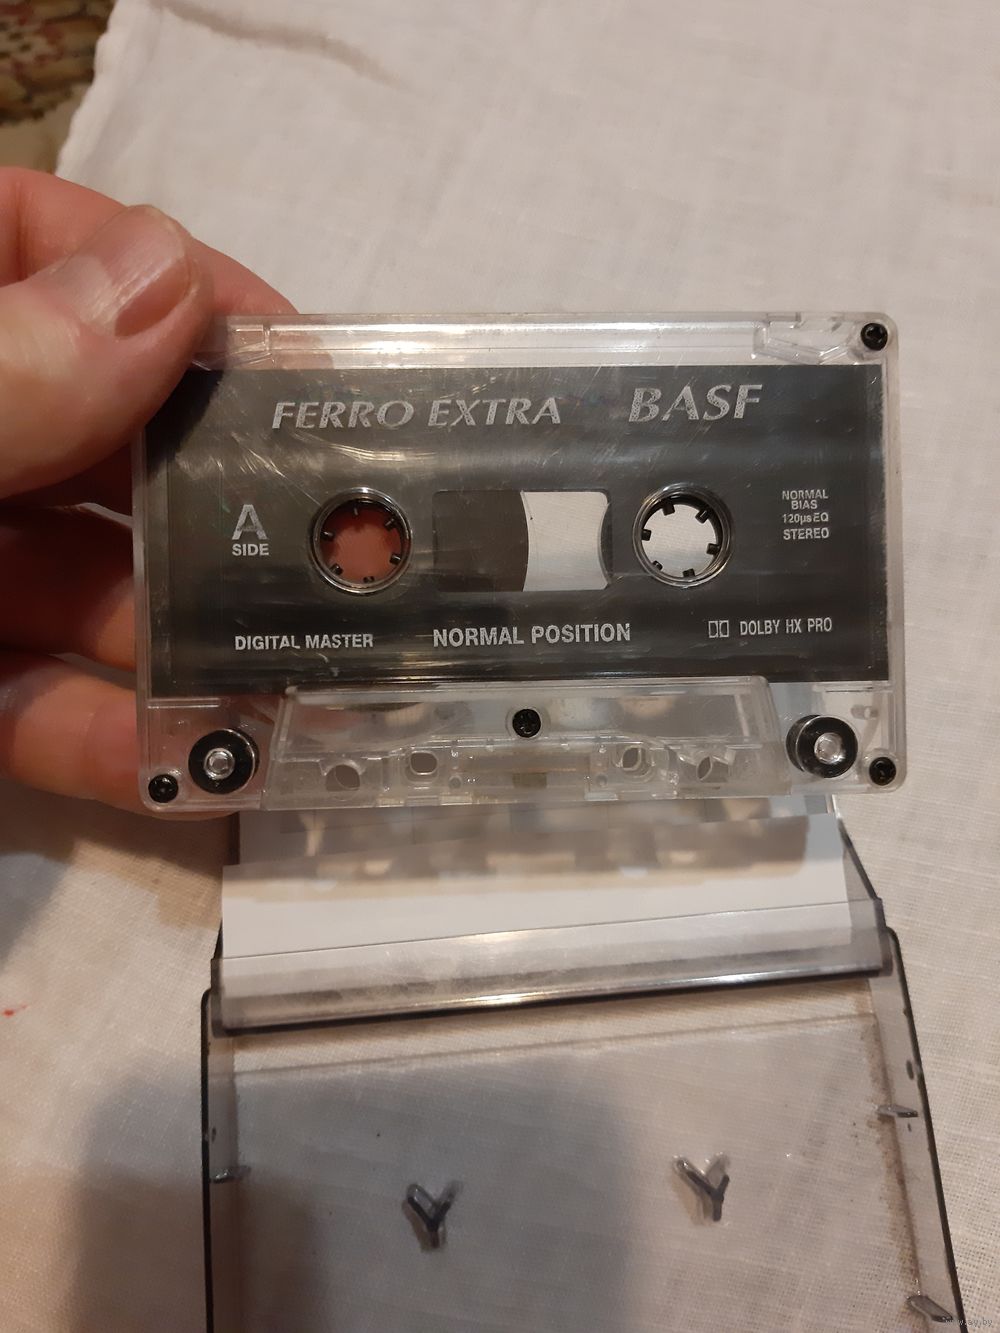 FERRO EXTRA BASF
A
SIDE
NORMAL
BIAS
120µs EQ
STEREO
DIGITAL MASTER
NORMAL POSITION
DOLBY HX PRO